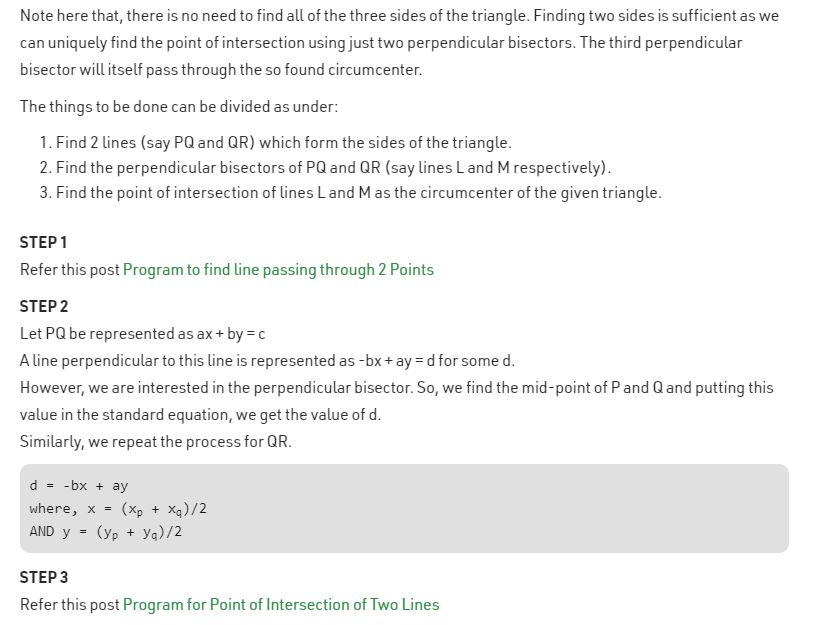 Note here that, there is no need to find all of the three sides of the triangle. Finding two sides is sufficient as we
can uniquely find the point of intersection using just two perpendicular bisectors. The third perpendicular
bisector will itself pass through the so found circumcenter.
The things to be done can be divided as under:
1. Find 2 lines (say PQ and QR) which form the sides of the triangle.
2. Find the perpendicular bisectors of PQ and QR (say lines L and M respectively).
3. Find the point of intersection of lines L and M as the circumcenter of the given triangle.
STEP 1
Refer this post Program to find line passing through 2 Points
STEP 2
Let PQ be represented as ax + by = c
A line perpendicular to this line is represented as -bx + ay = d for some d.
However, we are interested in the perpendicular bisector. So, we find the mid-point of P and Q and putting this
value in the standard equation, we get the value of d.
Similarly, we repeat the process for QR.
d = -bx + ay
where, x = (xₚ + x_q)/2
AND y = (yₚ + y_q)/2
STEP 3
Refer this post Program for Point of Intersection of Two Lines